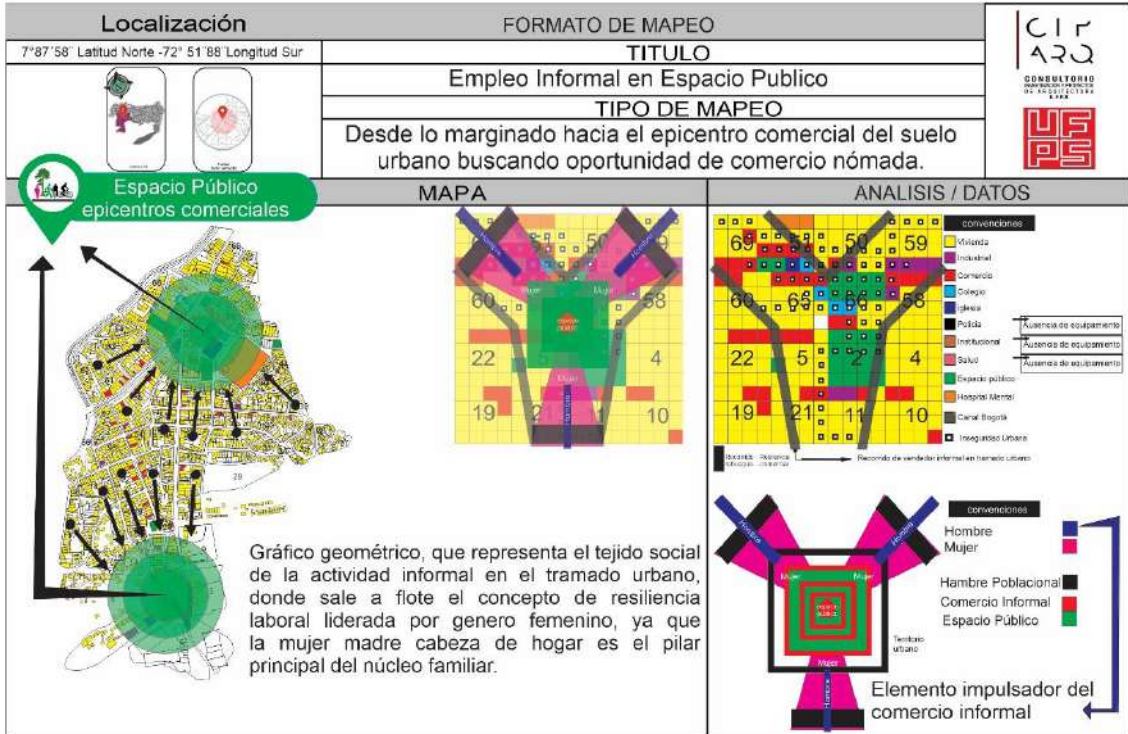 Localización
7°87´58¨ Latitud Norte -72° 51¨88¨Longitud Sur
FORMATO DE MAPEO
TITULO
Empleo Informal en Espacio Publico
TIPO DE MAPEO
Desde lo marginado hacia el epicentro comercial del suelo
urbano buscando oportunidad de comercio nómada.
CONSULTORIO
UFPS
MAPA
ANALISIS / DATOS
Espacio Público
epicentros comerciales
Hombre
Hombre
Mujer
Mujer
60
58
22
4
19
10
Mujer
Hombre
69
51
50
59
60
65
66
58
22
5
2
4
19
21
11
10
convenciones
Vivienda
Industrial
Comercio
Colegio
iglesia
Policia
Institucional
Salud
Espacio público
Hospital Mental
Canal Bogotá
Inseguridad Urbana
Ausencia de equipamiento
Ausencia de equipamiento
Ausencia de equipamiento
Recorrido de vendedor informal en tramado urbano
Gráfico geométrico, que representa el tejido social
de la actividad informal en el tramado urbano,
donde sale a flote el concepto de resiliencia
laboral liderada por genero femenino, ya que
la mujer madre cabeza de hogar es el pilar
principal del núcleo familiar.
Hombre
Hombre
Mujer
Mujer
Mujer
Hombre
Territorio
urbano
convenciones
Hombre
Mujer
Hambre Poblacional
Comercio Informal
Espacio Público
Elemento impulsador del
comercio informal